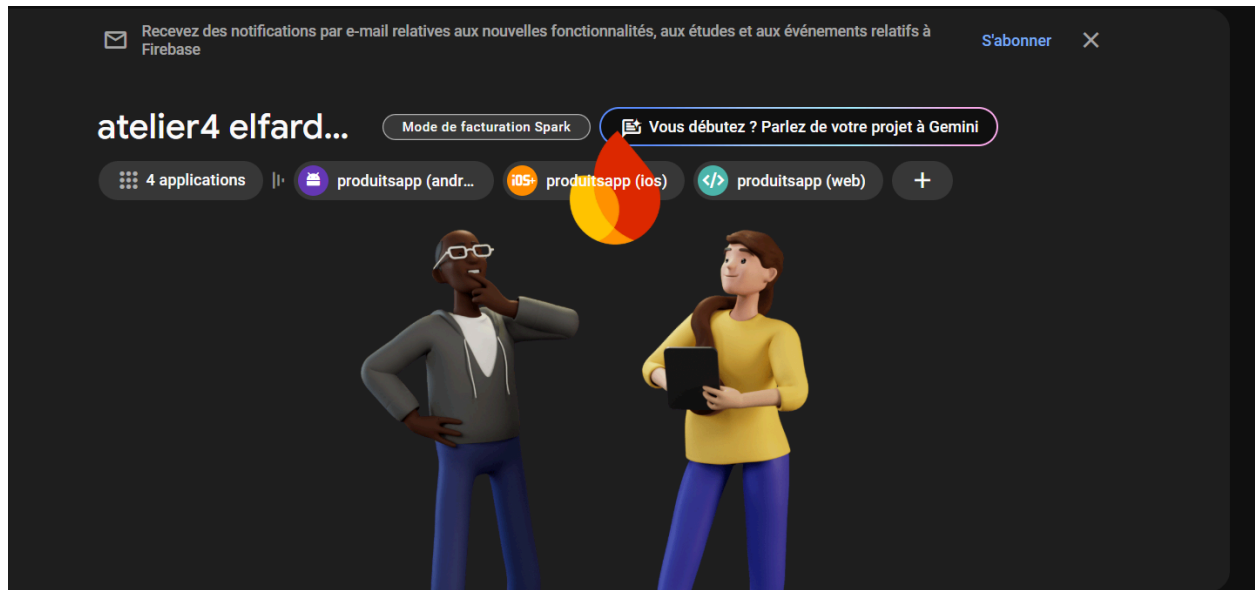 Recevez des notifications par e-mail relatives aux nouvelles fonctionnalités, aux études et aux événements relatifs à
Firebase
S'abonner
atelier4 elfard...
Mode de facturation Spark
Vous débutez ? Parlez de votre projet à Gemini
4 applications
produitsapp (andr...
iOS+
produitsapp (ios)
produitsapp (web)